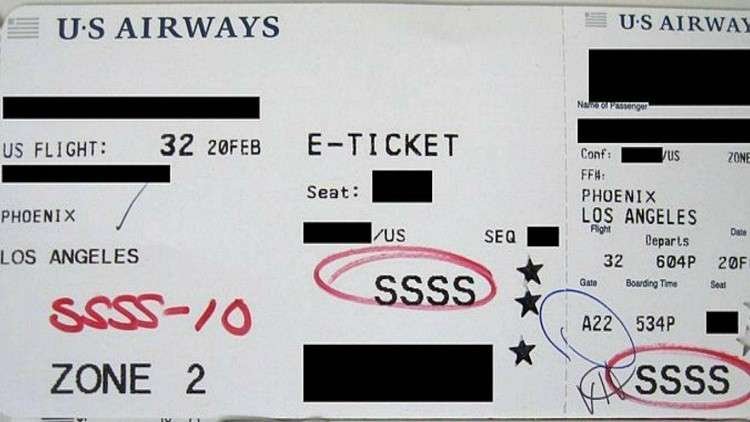 U·S AIRWAYS
US FLIGHT: 32 20FEB
PHOENIX
LOS ANGELES
SSSS-10
ZONE 2
E-TICKET
Seat:
/US SEQ
SSSS
U·S AIRWAY
Name of Passenger
Conf: /US ZONE
FF#:
PHOENIX
LOS ANGELES
Flight Departs Date
32 604P 20F
Gate Boarding Time Seat
A22 534P
SSSS